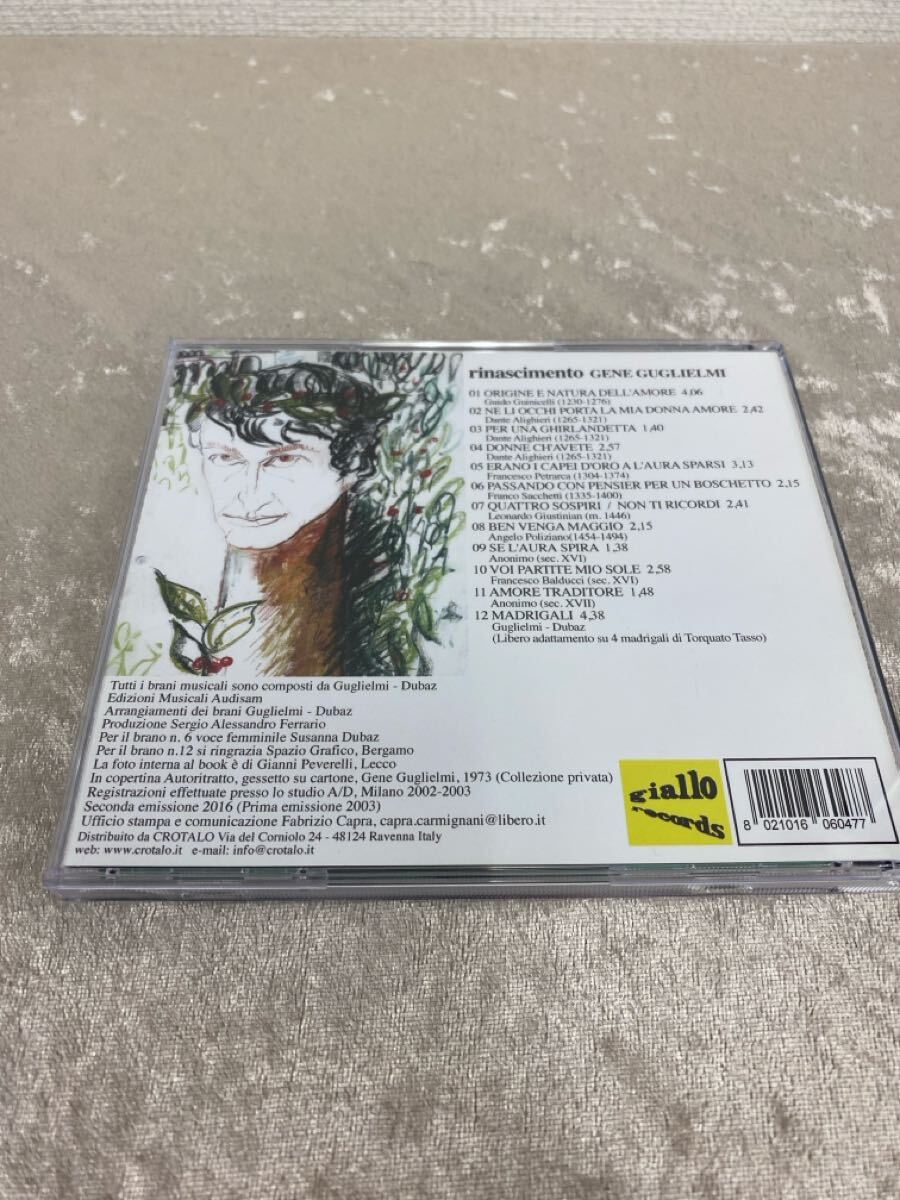 rinascimento GENE GUGLIELMI
01 ORIGINE E NATURA DELL'AMORE 4,06
Guido Guinicelli (1230-1276)
02 NE LI OCCHI PORTA LA MIA DONNA AMORE 2,42
Dante Alighieri (1265-1321)
03 PER UNA GHIRLANDETTA 1,40
Dante Alighieri (1265-1321)
04 DONNE CH'AVETE 2,57
Dante Alighieri (1265-1321)
05 ERANO I CAPEI D'ORO A L'AURA SPARSI 3,13
Francesco Petrarca (1304-1374)
06 PASSANDO CON PENSIER PER UN BOSCHETTO 2,15
Franco Sacchetti (1335-1400)
07 QUATTRO SOSPIRI / NON TI RICORDI 2,41
Leonardo Giustinian (m. 1446)
08 BEN VENGA MAGGIO 2,15
Angelo Poliziano(1454-1494)
09 SE L'AURA SPIRA 1,38
Anonimo (sec. XVI)
10 VOI PARTITE MIO SOLE 2,58
Francesco Balducci (sec. XVI)
11 AMORE TRADITORE 1,48
Anonimo (sec. XVII)
12 MADRIGALI 4,38
Guglielmi - Dubaz
(Libero adattamento su 4 madrigali di Torquato Tasso)
Tutti i brani musicali sono composti da Guglielmi - Dubaz
Edizioni Musicali Audisam
Arrangiamenti dei brani Guglielmi - Dubaz
Produzione Sergio Alessandro Ferrario
Per il brano n. 6 voce femminile Susanna Dubaz
Per il brano n.12 si ringrazia Spazio Grafico, Bergamo
La foto interna al book è di Gianni Peverelli, Lecco
In copertina Autoritratto, gessetto su cartone, Gene Guglielmi, 1973 (Collezione privata)
Registrazioni effettuate presso lo studio A/D, Milano 2002-2003
Seconda emissione 2016 (Prima emissione 2003)
Ufficio stampa e comunicazione Fabrizio Capra, capra.carmignani@libero.it
Distribuito da CROTALO Via del Corniolo 24 - 48124 Ravenna Italy
web: www.crotalo.it e-mail: info@crotalo.it
giallo
records
8 021016 060477